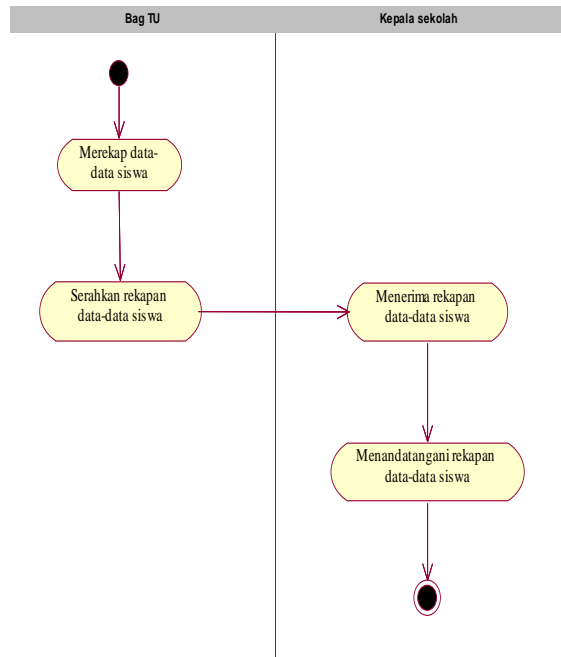 Bag TU
Kepala sekolah
Merekap data-
data siswa
Serahkan rekapan
data-data siswa
Menerima rekapan
data-data siswa
Menandatangani rekapan
data-data siswa